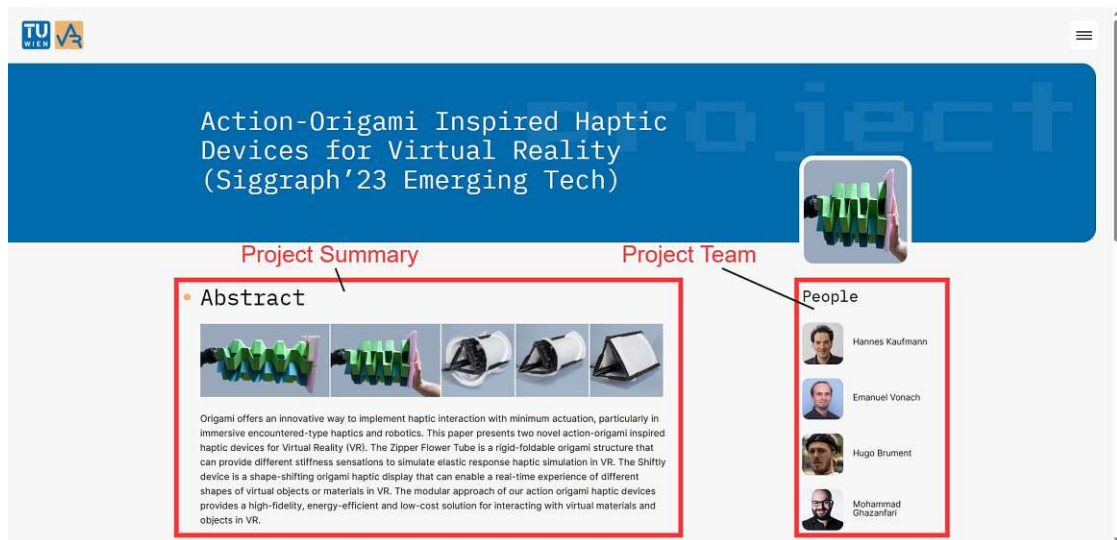 TU
WIEN
VR
project
Action-Origami Inspired Haptic
Devices for Virtual Reality
(Siggraph’23 Emerging Tech)
Project Summary
Project Team
Abstract
People
Hannes Kaufmann
Emanuel Vonach
Hugo Brument
Mohammad
Ghazanfari
Origami offers an innovative way to implement haptic interaction with minimum actuation, particularly in
immersive encountered-type haptics and robotics. This paper presents two novel action-origami inspired
haptic devices for Virtual Reality (VR). The Zipper Flower Tube is a rigid-foldable origami structure that
can provide different stiffness sensations to simulate elastic response haptic simulation in VR. The Shiftly
device is a shape-shifting origami haptic display that can enable a real-time experience of different
shapes of virtual objects or materials in VR. The modular approach of our action origami haptic devices
provides a high-fidelity, energy-efficient and low-cost solution for interacting with virtual materials and
objects in VR.